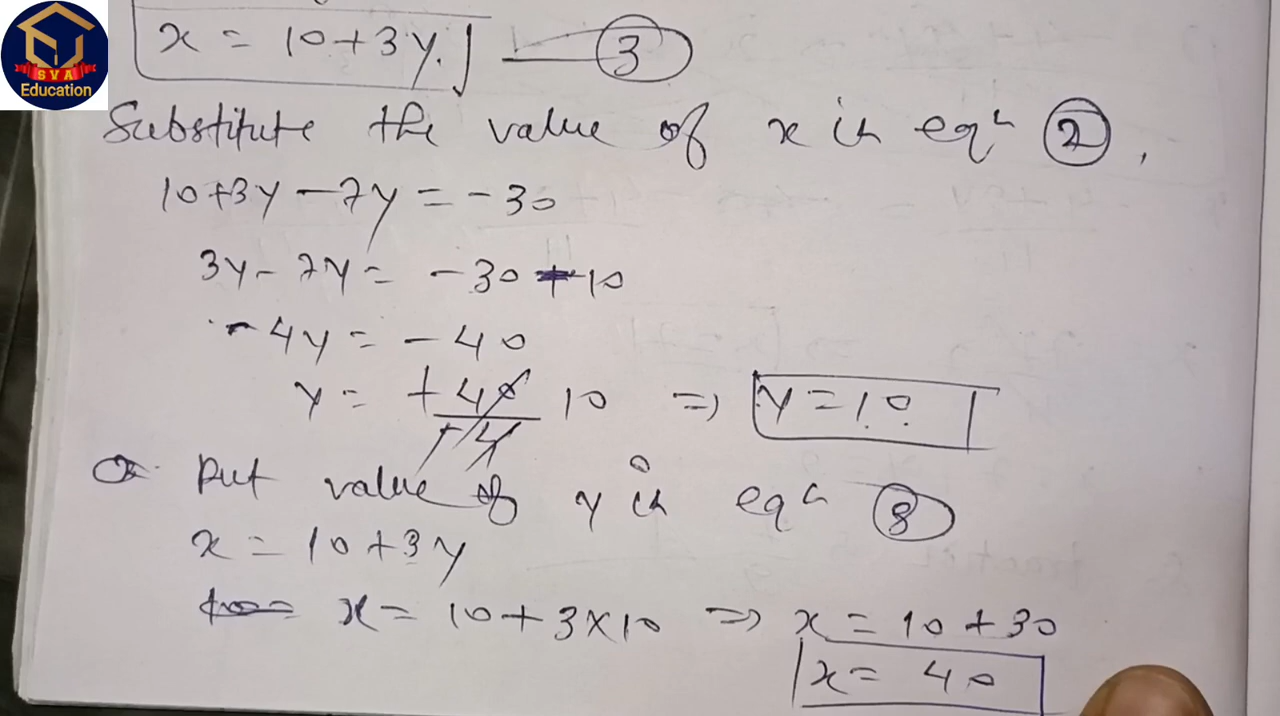 SVA
Education
x = 10+3y. ③
Substitute the value of x in eqn ②,
10+3y-7y=-30
3y-7y= -30-10
-4y= -40
y= +40/+4 10 => y=10
Put value of y in eqn ③
x=10+3y
x= 10+3×10 => x=10+30
x= 40